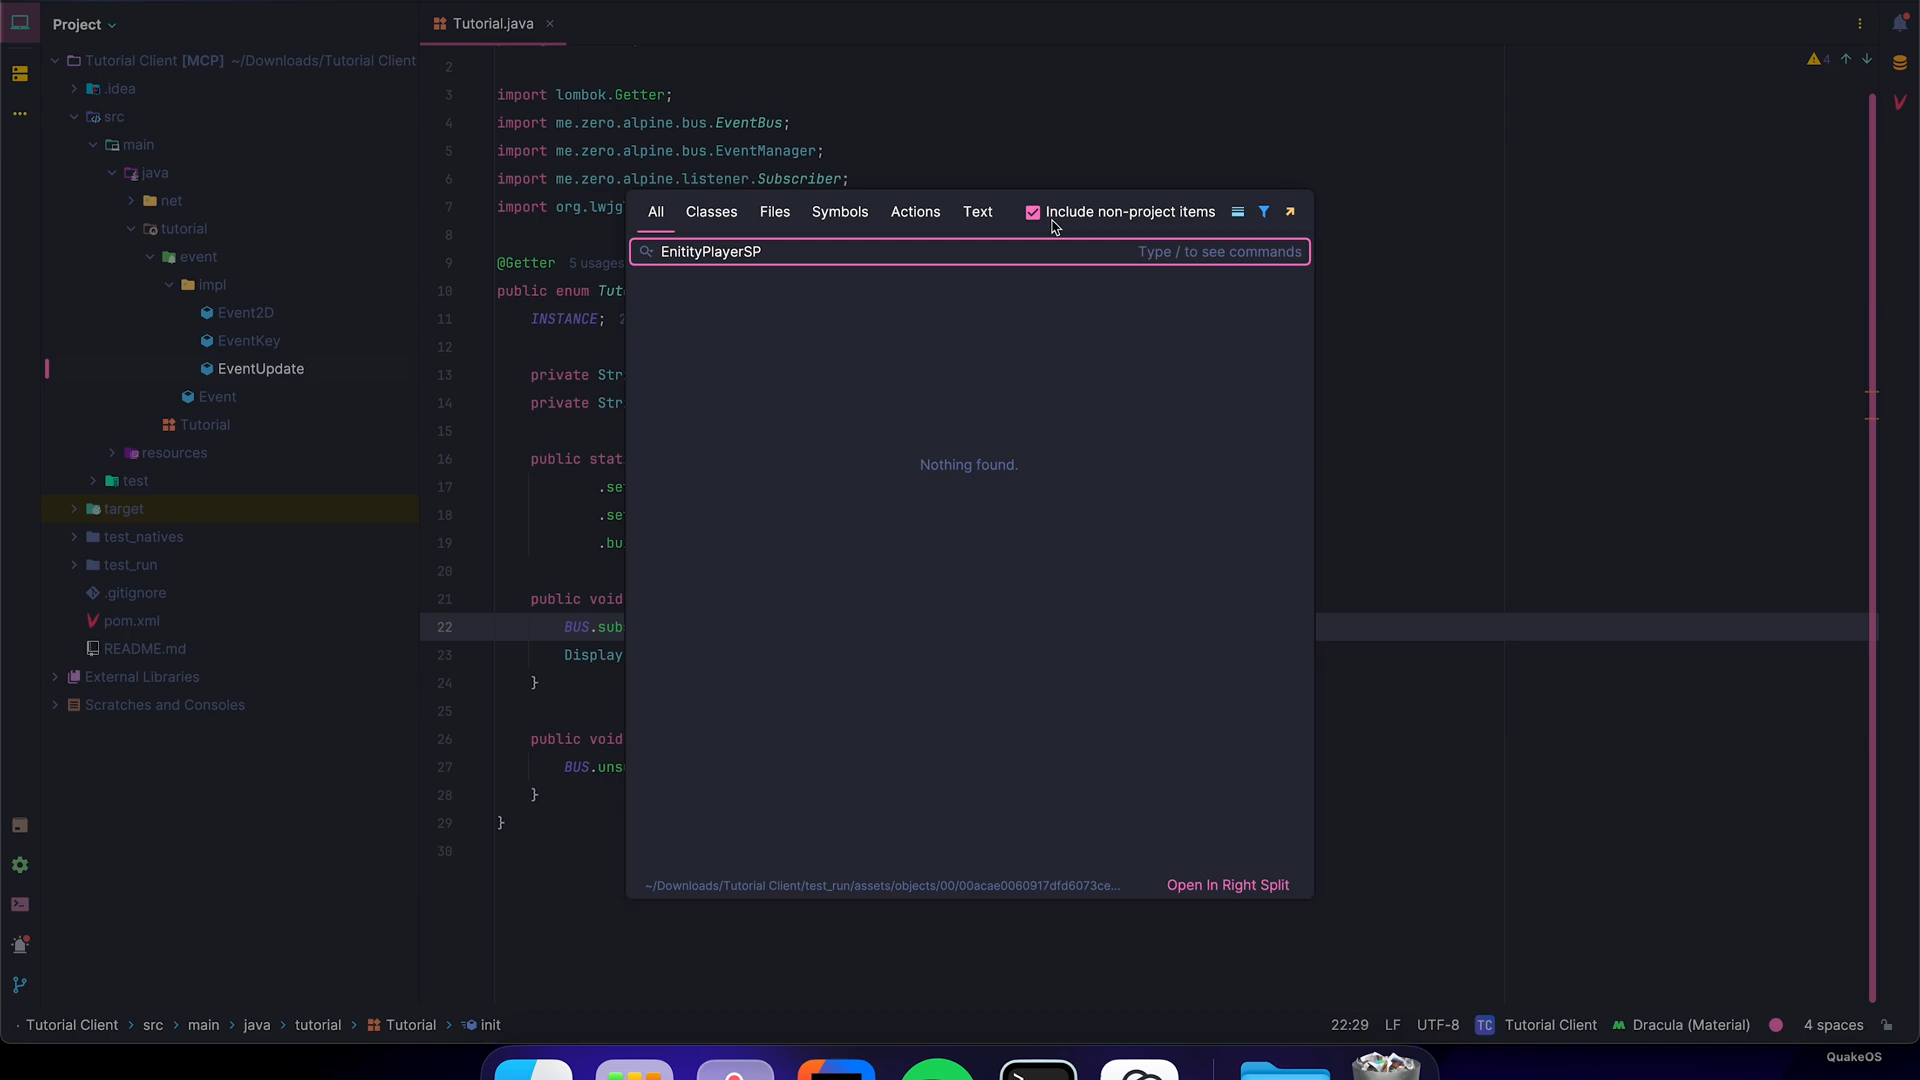 Project
Tutorial.java
Tutorial Client [MCP] ~/Downloads/Tutorial Client
.idea
src
main
java
net
tutorial
event
impl
Event2D
EventKey
EventUpdate
Event
Tutorial
resources
test
target
test_natives
test_run
.gitignore
pom.xml
README.md
External Libraries
Scratches and Consoles
4
2
3 import lombok.Getter;
4 import me.zero.alpine.bus.EventBus;
5 import me.zero.alpine.bus.EventManager;
6 import me.zero.alpine.listener.Subscriber;
7 import org.lwjg
8
9 @Getter 5 usages
10 public enum Tut
11 INSTANCE; 2
12
13 private Str
14 private Str
15
16 public stat
17 .se
18 .se
19 .bu
20
21 public void
22 BUS.sub
23 Display
24 }
25
26 public void
27 BUS.uns
28 }
29 }
30
All Classes Files Symbols Actions Text Include non-project items
EnitityPlayerSP Type / to see commands
Nothing found.
~/Downloads/Tutorial Client/test_run/assets/objects/00/00acae0060917dfd6073ce... Open In Right Split
Tutorial Client > src > main > java > tutorial > Tutorial > init
22:29 LF UTF-8 TC Tutorial Client Dracula (Material) 4 spaces
QuakeOS